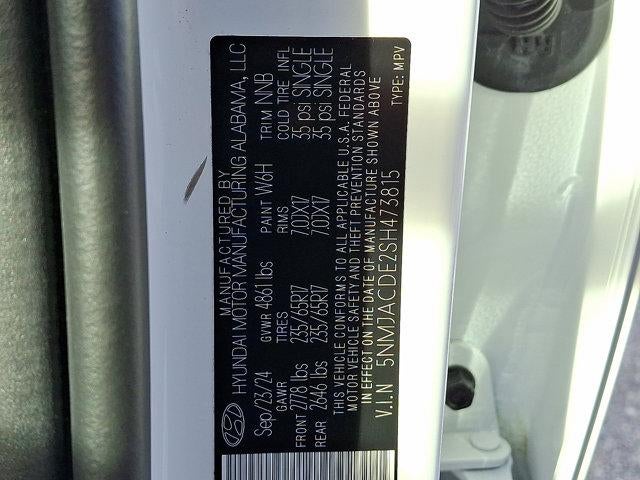 MANUFACTURED BY
HYUNDAI MOTOR MANUFACTURING ALABAMA, LLC
Sep/23/24 GVWR 4861 lbs PAINT W6H TRIM NNB
GAWR TIRES RIMS COLD TIRE INFL
FRONT 2778 lbs 235/65R17 7.0JX17 35 psi SINGLE
REAR 2646 lbs 235/65R17 7.0JX17 35 psi SINGLE
THIS VEHICLE CONFORMS TO ALL APPLICABLE U.S.A. FEDERAL
MOTOR VEHICLE SAFETY AND THEFT PREVENTION STANDARDS
IN EFFECT ON THE DATE OF MANUFACTURE SHOWN ABOVE
V.I.N 5NMJACDE2SH473815 TYPE: MPV